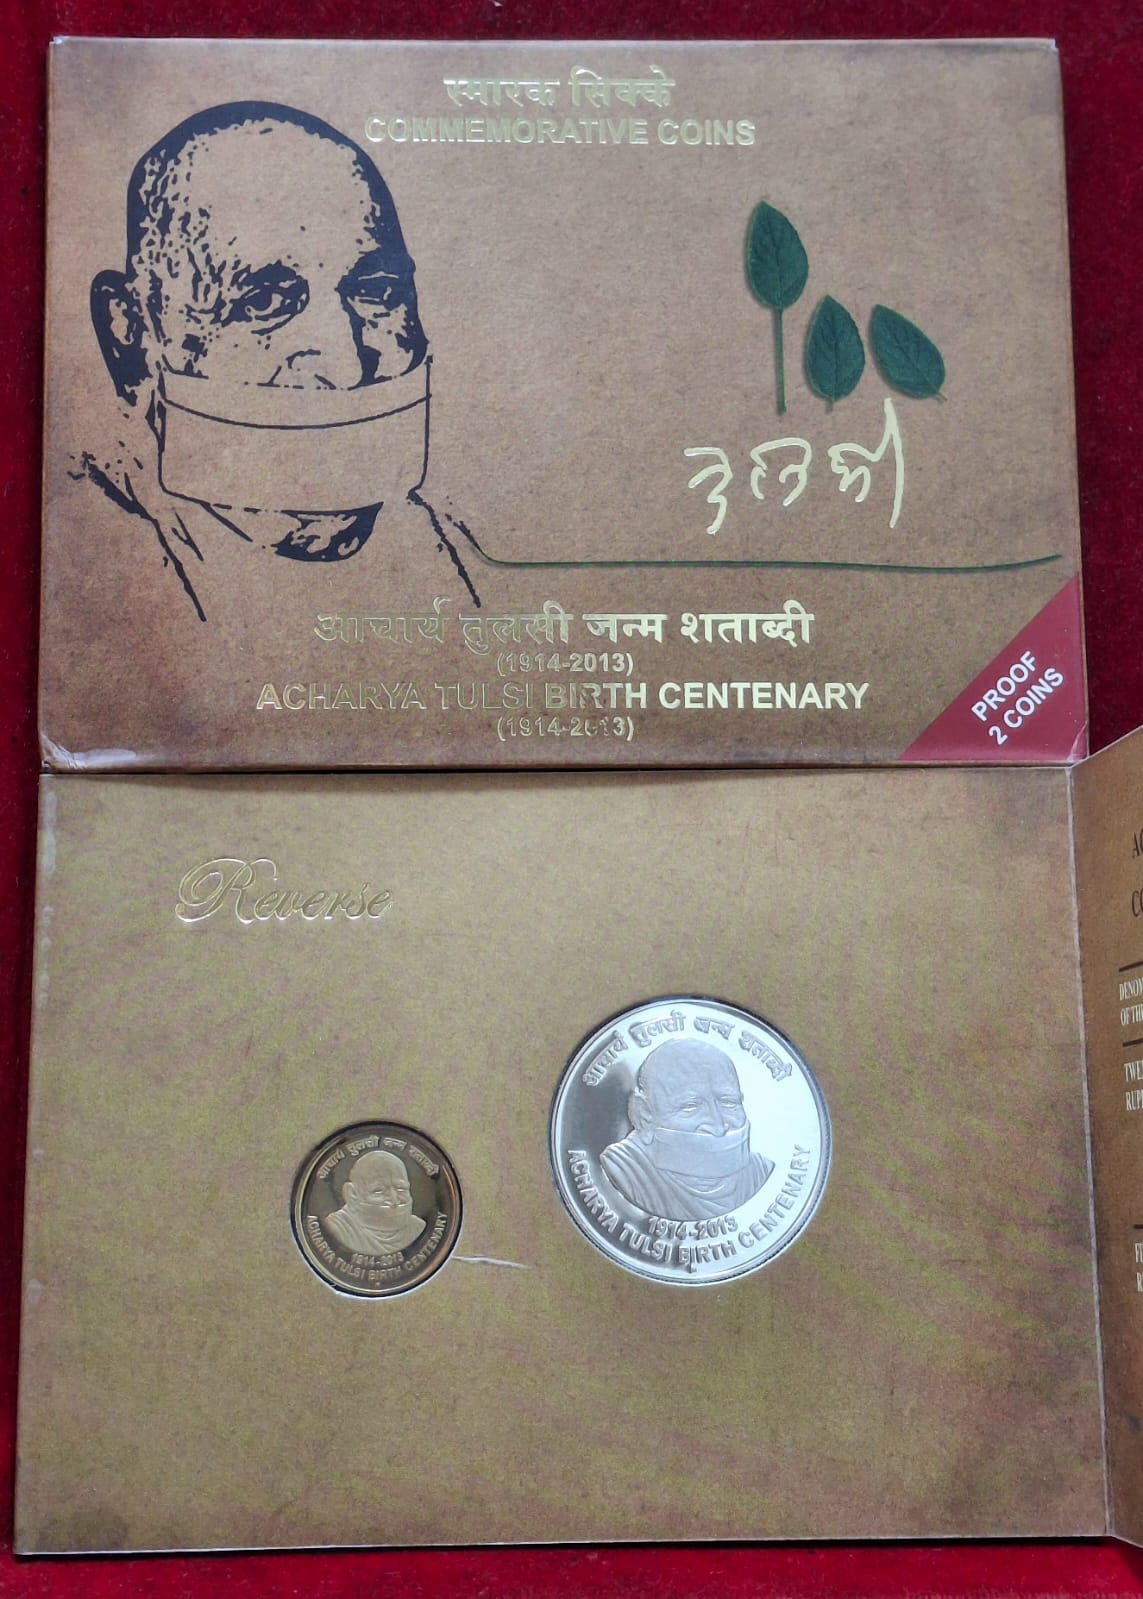 स्मारक सिक्के
COMMEMORATIVE COINS
तुलसी
आचार्य तुलसी जन्म शताब्दी
(1914-2013)
ACHARYA TULSI BIRTH CENTENARY
(1914-2013)
PROOF
2 COINS
Reverse
आचार्य तुलसी जन्म शताब्दी
1914-2013
ACHARYA TULSI BIRTH CENTENARY
आचार्य तुलसी जन्म शताब्दी
1914-2013
ACHARYA TULSI BIRTH CENTENARY